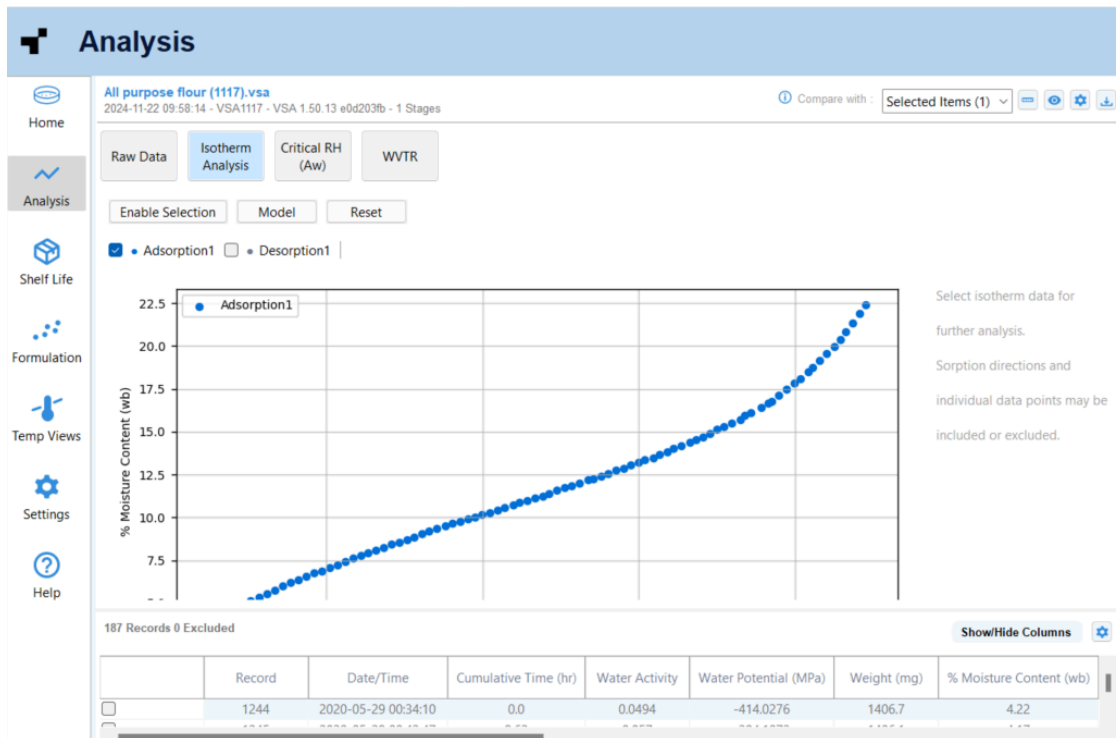 Analysis
Home
Analysis
Shelf Life
Formulation
Temp Views
Settings
Help
All purpose flour (1117).vsa
2024-11-22 09:58:14 - VSA1117 - VSA 1.50.13 e0d203fb - 1 Stages
Compare with : Selected Items (1)
Raw Data
Isotherm
Analysis
Critical RH
(Aw)
WVTR
Enable Selection Model Reset
Adsorption1 Desorption1
Adsorption1
22.5
20.0
17.5
15.0
12.5
10.0
7.5
% Moisture Content (wb)
Select isotherm data for
further analysis.
Sorption directions and
individual data points may be
included or excluded.
187 Records 0 Excluded
Show/Hide Columns
Record Date/Time Cumulative Time (hr) Water Activity Water Potential (MPa) Weight (mg) % Moisture Content (wb)
1244 2020-05-29 00:34:10 0.0 0.0494 -414.0276 1406.7 4.22